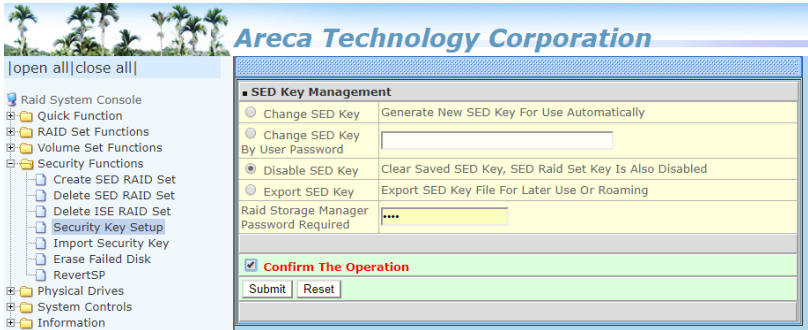 Areca Technology Corporation
|open all|close all|
Raid System Console
Quick Function
RAID Set Functions
Volume Set Functions
Security Functions
Create SED RAID Set
Delete SED RAID Set
Delete ISE RAID Set
Security Key Setup
Import Security Key
Erase Failed Disk
RevertSP
Physical Drives
System Controls
Information
SED Key Management
Change SED Key Generate New SED Key For Use Automatically
Change SED Key
By User Password
Disable SED Key Clear Saved SED Key, SED Raid Set Key Is Also Disabled
Export SED Key Export SED Key File For Later Use Or Roaming
Raid Storage Manager
Password Required ••••
Confirm The Operation
Submit Reset